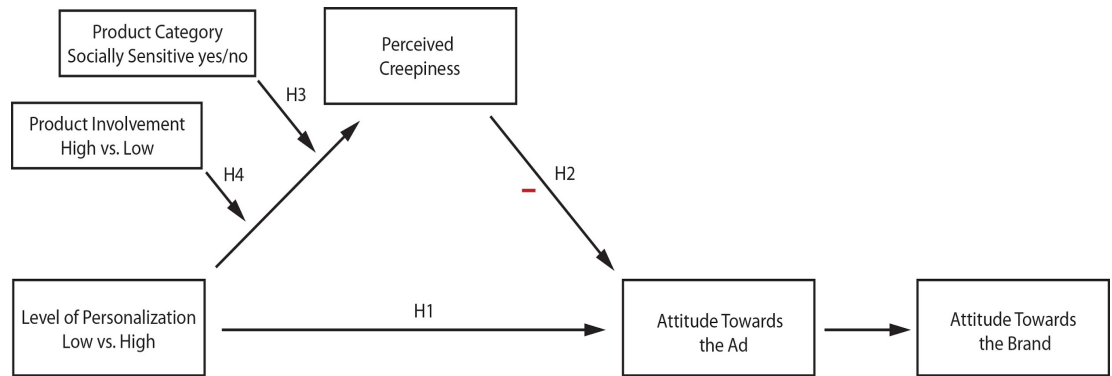 Product Category
Socially Sensitive yes/no
Perceived
Creepiness
H3
Product Involvement
High vs. Low
H4
H2
Level of Personalization
Low vs. High
H1
Attitude Towards
the Ad
Attitude Towards
the Brand